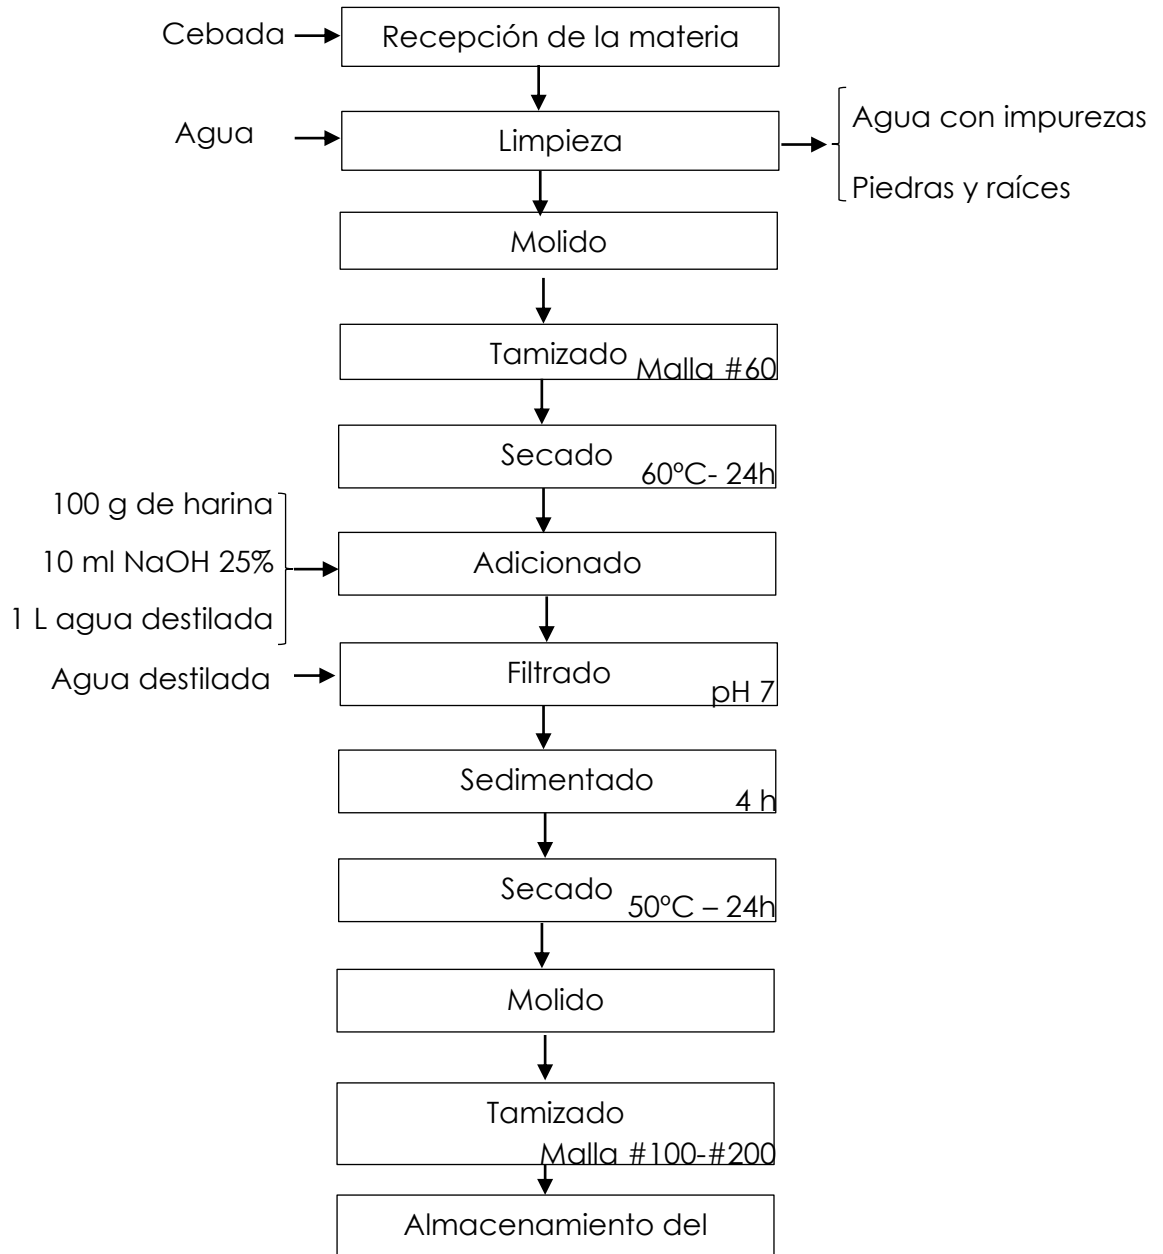 Cebada
Recepción de la materia
Agua
Limpieza
Agua con impurezas
Piedras y raíces
Molido
Tamizado
Malla #60
Secado
60ºC- 24h
100 g de harina
10 ml NaOH 25%
1 L agua destilada
Adicionado
Agua destilada
Filtrado
pH 7
Sedimentado
4 h
Secado
50ºC – 24h
Molido
Tamizado
Malla #100-#200
Almacenamiento del